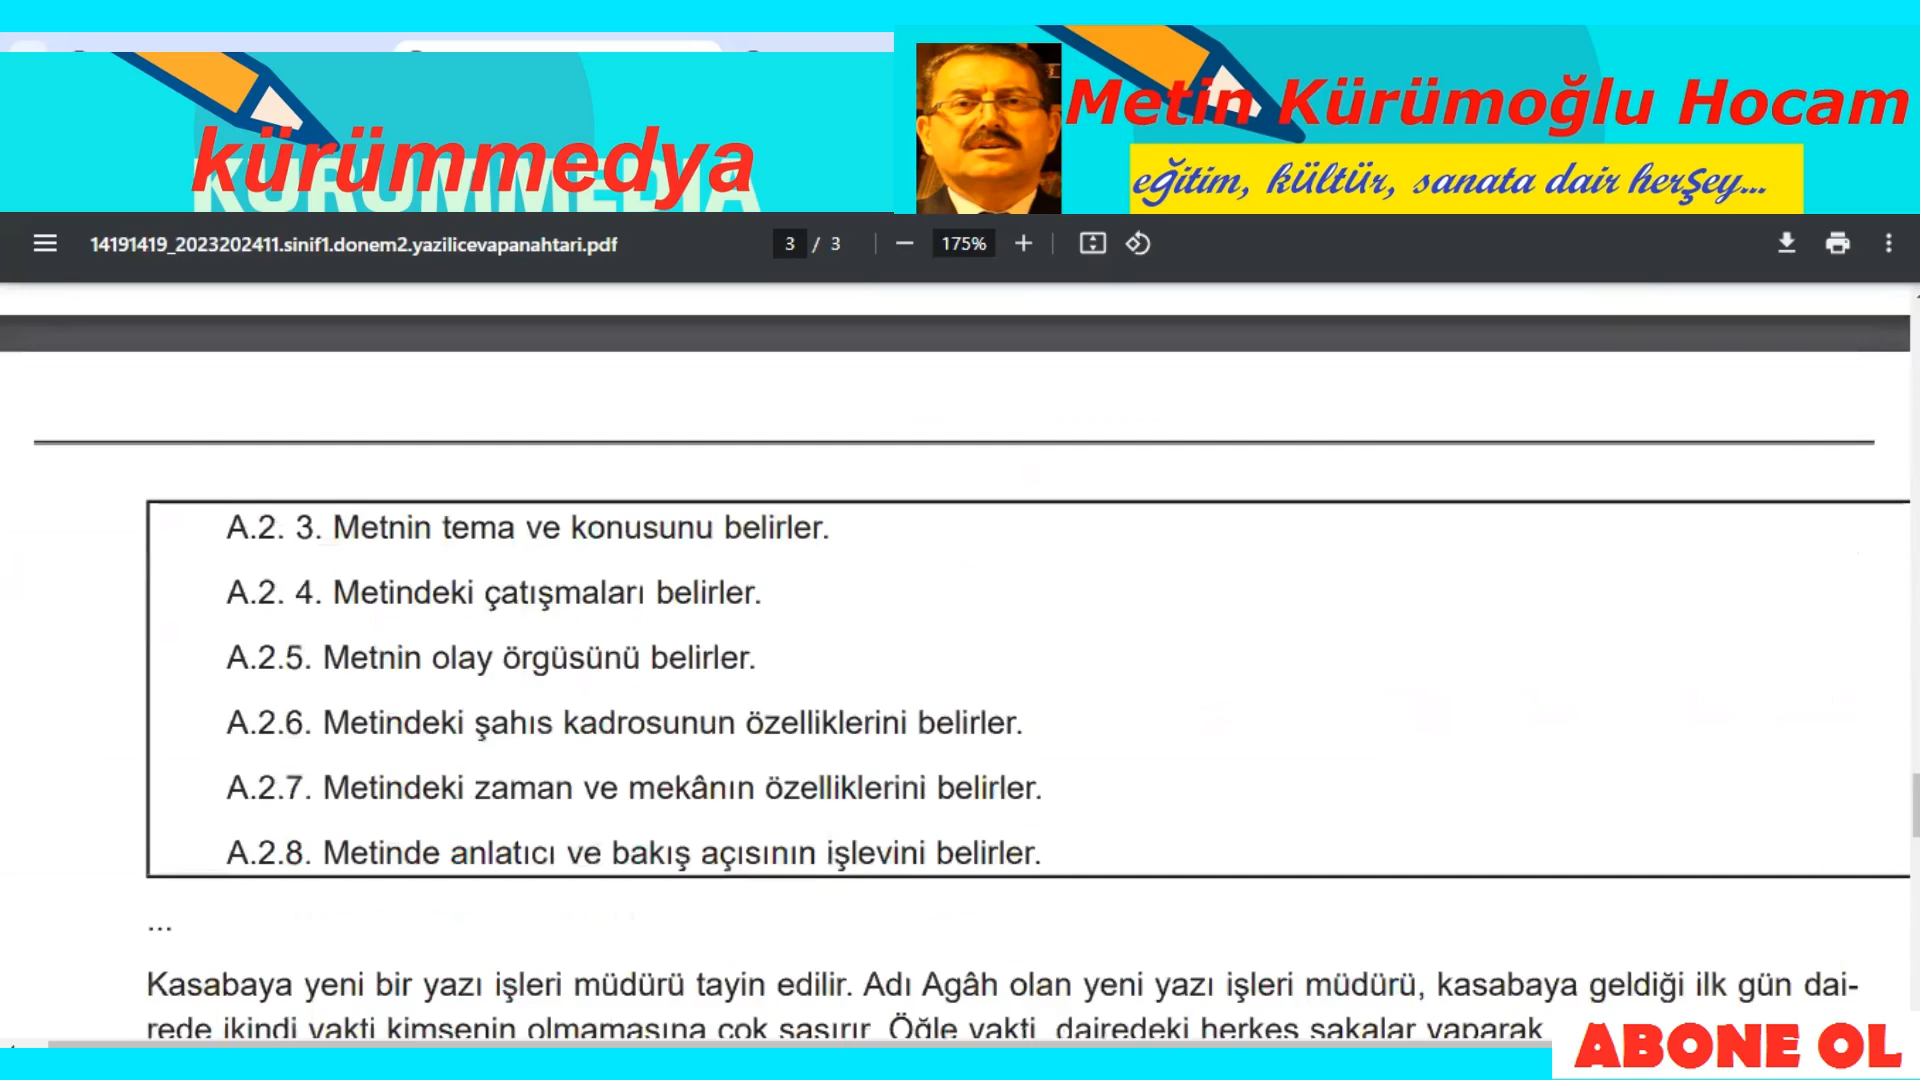 kürümmedya
KÜRÜMMEDIA
Metin Kürümoğlu Hocam
eğitim, kültür, sanata dair herşey...
14191419_2023202411.sinif1.donem2.yazilicevapanahtari.pdf
3 / 3
175%
A.2. 3. Metnin tema ve konusunu belirler.
A.2. 4. Metindeki çatışmaları belirler.
A.2.5. Metnin olay örgüsünü belirler.
A.2.6. Metindeki şahıs kadrosunun özelliklerini belirler.
A.2.7. Metindeki zaman ve mekânın özelliklerini belirler.
A.2.8. Metinde anlatıcı ve bakış açısının işlevini belirler.
...
Kasabaya yeni bir yazı işleri müdürü tayin edilir. Adı Agâh olan yeni yazı işleri müdürü, kasabaya geldiği ilk gün dai-
rede ikindi vakti kimsenin olmamasına çok şaşırır. Öğle vakti, dairedeki herkes şakalar yaparak
ABONE OL